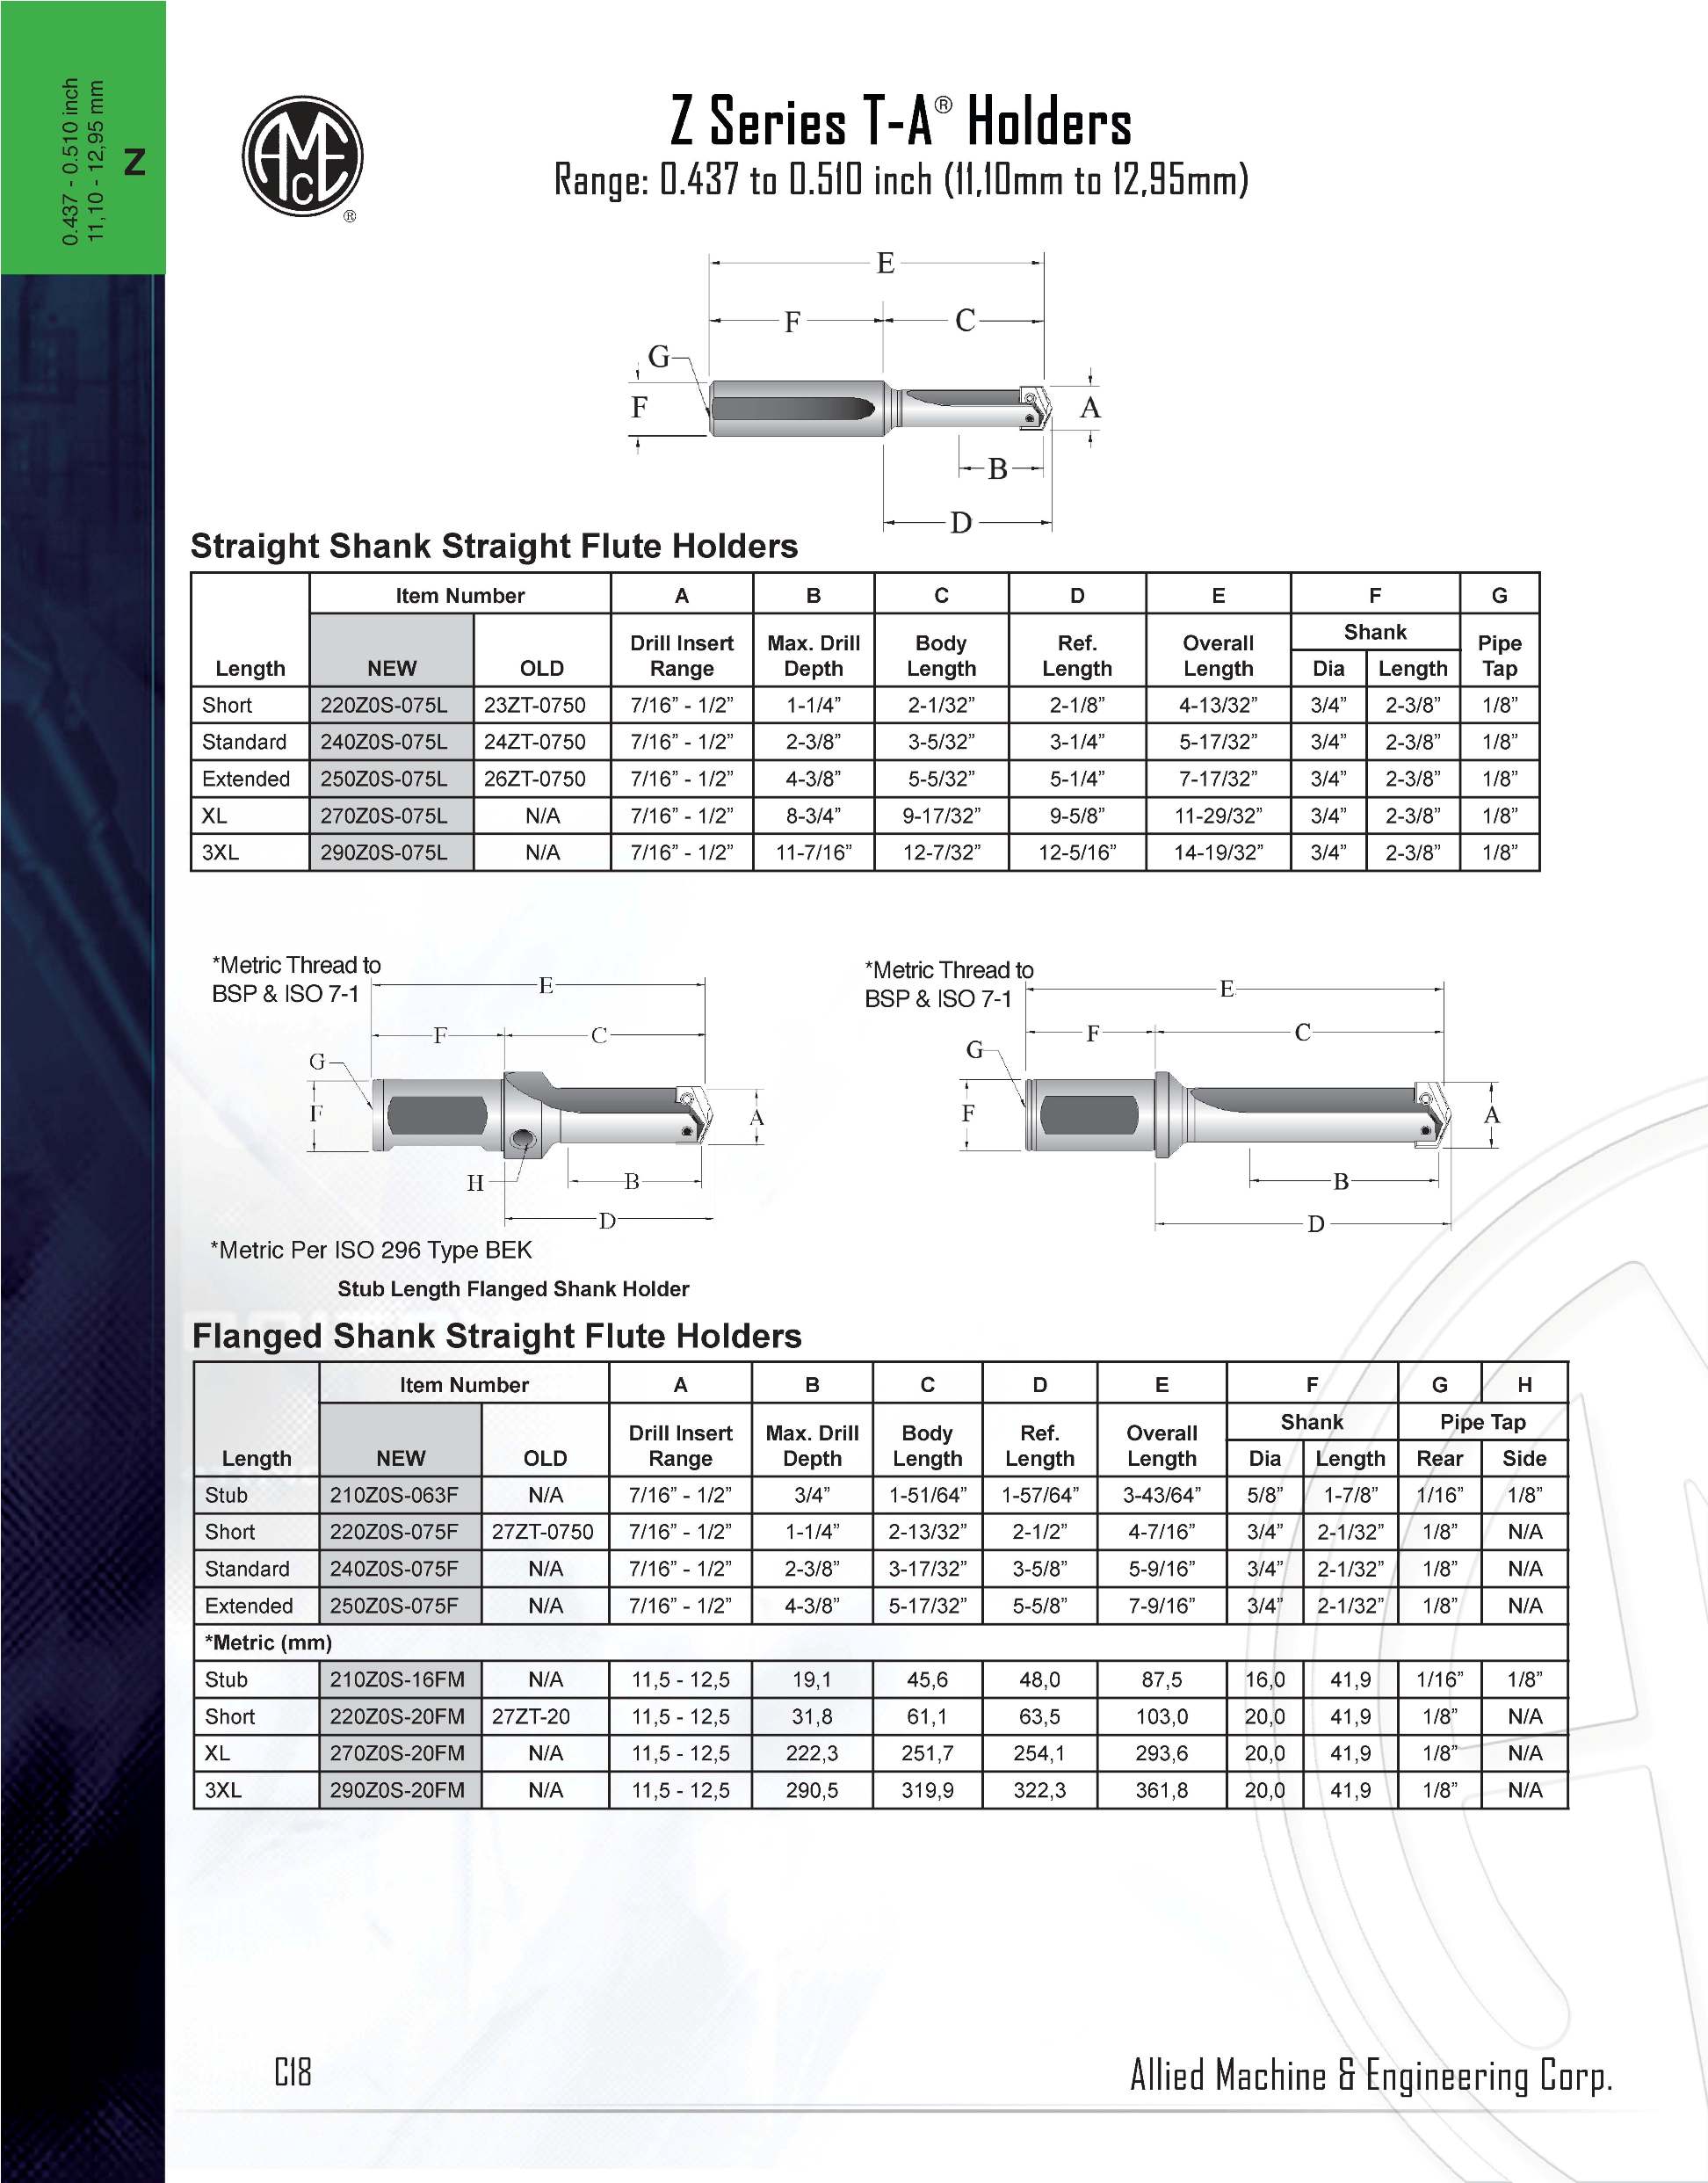 0.437 - 0.510 inch
11,10 - 12,95 mm
Z
AMEC
®
Z Series T-A® Holders
Range: 0.437 to 0.510 inch (11,10mm to 12,95mm)
E
F C
G
F A
B
D
Straight Shank Straight Flute Holders
Item Number A B C D E F G
Length NEW OLD Drill Insert Range Max. Drill Depth Body Length Ref. Length Overall Length Shank Dia Length Pipe Tap
Short 220Z0S-075L 23ZT-0750 7/16” - 1/2” 1-1/4” 2-1/32” 2-1/8” 4-13/32” 3/4” 2-3/8” 1/8”
Standard 240Z0S-075L 24ZT-0750 7/16” - 1/2” 2-3/8” 3-5/32” 3-1/4” 5-17/32” 3/4” 2-3/8” 1/8”
Extended 250Z0S-075L 26ZT-0750 7/16” - 1/2” 4-3/8” 5-5/32” 5-1/4” 7-17/32” 3/4” 2-3/8” 1/8”
XL 270Z0S-075L N/A 7/16” - 1/2” 8-3/4” 9-17/32” 9-5/8” 11-29/32” 3/4” 2-3/8” 1/8”
3XL 290Z0S-075L N/A 7/16” - 1/2” 11-7/16” 12-7/32” 12-5/16” 14-19/32” 3/4” 2-3/8” 1/8”
*Metric Thread to
BSP & ISO 7-1
E
F C
G
F A
H B
D
*Metric Per ISO 296 Type BEK
Stub Length Flanged Shank Holder
*Metric Thread to
BSP & ISO 7-1
E
F C
G
F A
B
D
Flanged Shank Straight Flute Holders
Item Number A B C D E F G H
Length NEW OLD Drill Insert Range Max. Drill Depth Body Length Ref. Length Overall Length Shank Dia Length Pipe Tap Rear Side
Stub 210Z0S-063F N/A 7/16” - 1/2” 3/4” 1-51/64” 1-57/64” 3-43/64” 5/8” 1-7/8” 1/16” 1/8”
Short 220Z0S-075F 27ZT-0750 7/16” - 1/2” 1-1/4” 2-13/32” 2-1/2” 4-7/16” 3/4” 2-1/32” 1/8” N/A
Standard 240Z0S-075F N/A 7/16” - 1/2” 2-3/8” 3-17/32” 3-5/8” 5-9/16” 3/4” 2-1/32” 1/8” N/A
Extended 250Z0S-075F N/A 7/16” - 1/2” 4-3/8” 5-17/32” 5-5/8” 7-9/16” 3/4” 2-1/32” 1/8” N/A
*Metric (mm)
Stub 210Z0S-16FM N/A 11,5 - 12,5 19,1 45,6 48,0 87,5 16,0 41,9 1/16” 1/8”
Short 220Z0S-20FM 27ZT-20 11,5 - 12,5 31,8 61,1 63,5 103,0 20,0 41,9 1/8” N/A
XL 270Z0S-20FM N/A 11,5 - 12,5 222,3 251,7 254,1 293,6 20,0 41,9 1/8” N/A
3XL 290Z0S-20FM N/A 11,5 - 12,5 290,5 319,9 322,3 361,8 20,0 41,9 1/8” N/A
C18
Allied Machine & Engineering Corp.